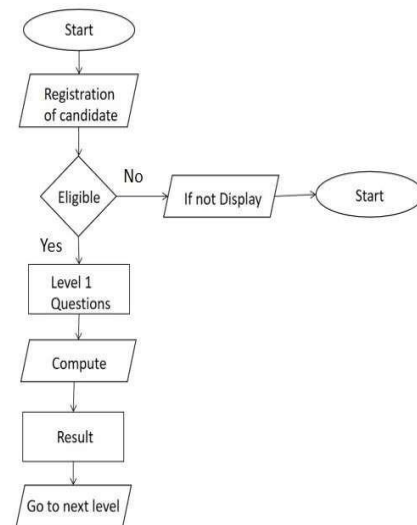 Start
Registration
of candidate
Eligible
No
If not Display
Start
Yes
Level 1
Questions
Compute
Result
Go to next level